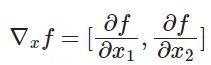 ∇ₓf = [∂f/∂x₁, ∂f/∂x₂]